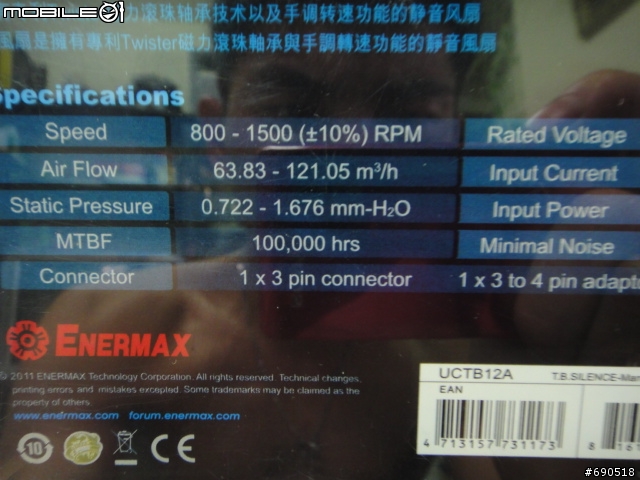 MOBILE01
力滾珠轴承技术以及手调转速功能的静音风扇
風扇是擁有專利Twister磁力滾珠軸承與手調轉速功能的靜音風扇
Specifications
Speed 800 - 1500 (±10%) RPM Rated Voltage
Air Flow 63.83 - 121.05 m³/h Input Current
Static Pressure 0.722 - 1.676 mm-H₂O Input Power
MTBF 100,000 hrs Minimal Noise
Connector 1 x 3 pin connector 1 x 3 to 4 pin adapt
ENERMAX
© 2011 ENERMAX Technology Corporation. All rights reserved. Technical changes,
printing errors and mistakes excepted. Some material may be claimed as the
property of others.
www.enermax.com forum.enermax.com
10 CE
UCTB12A T.B.SILENCE-Man
EAN
4 713157 731173 8 16
#690518